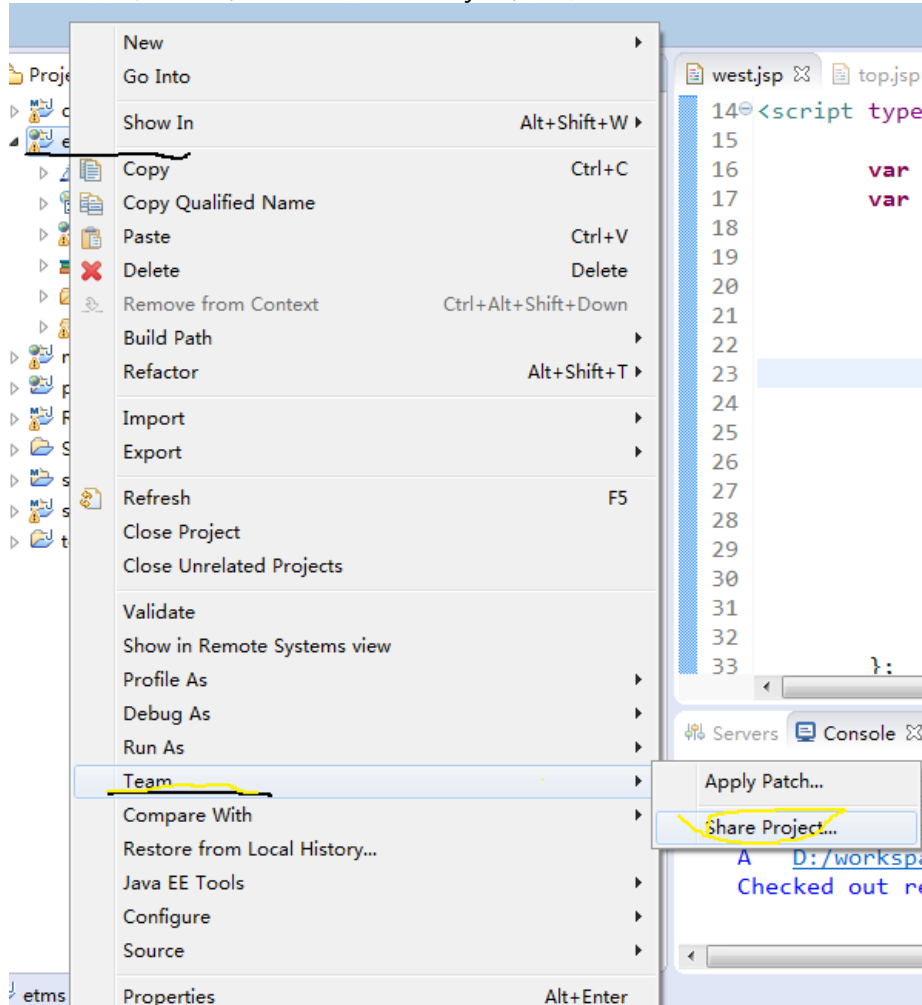 New
Go Into
Show In Alt+Shift+W
Copy Ctrl+C
Copy Qualified Name
Paste Ctrl+V
Delete Delete
Remove from Context Ctrl+Alt+Shift+Down
Build Path
Refactor Alt+Shift+T
Import
Export
Refresh F5
Close Project
Close Unrelated Projects
Validate
Show in Remote Systems view
Profile As
Debug As
Run As
Team
Compare With
Restore from Local History...
Java EE Tools
Configure
Source
Properties Alt+Enter
etms
west.jsp top.jsp
14 <script type
15
16 var
17 var
18
19
20
21
22
23
24
25
26
27
28
29
30
31
32
33 };
Servers Console
Apply Patch...
Share Project...
A D:/workspa
Checked out re